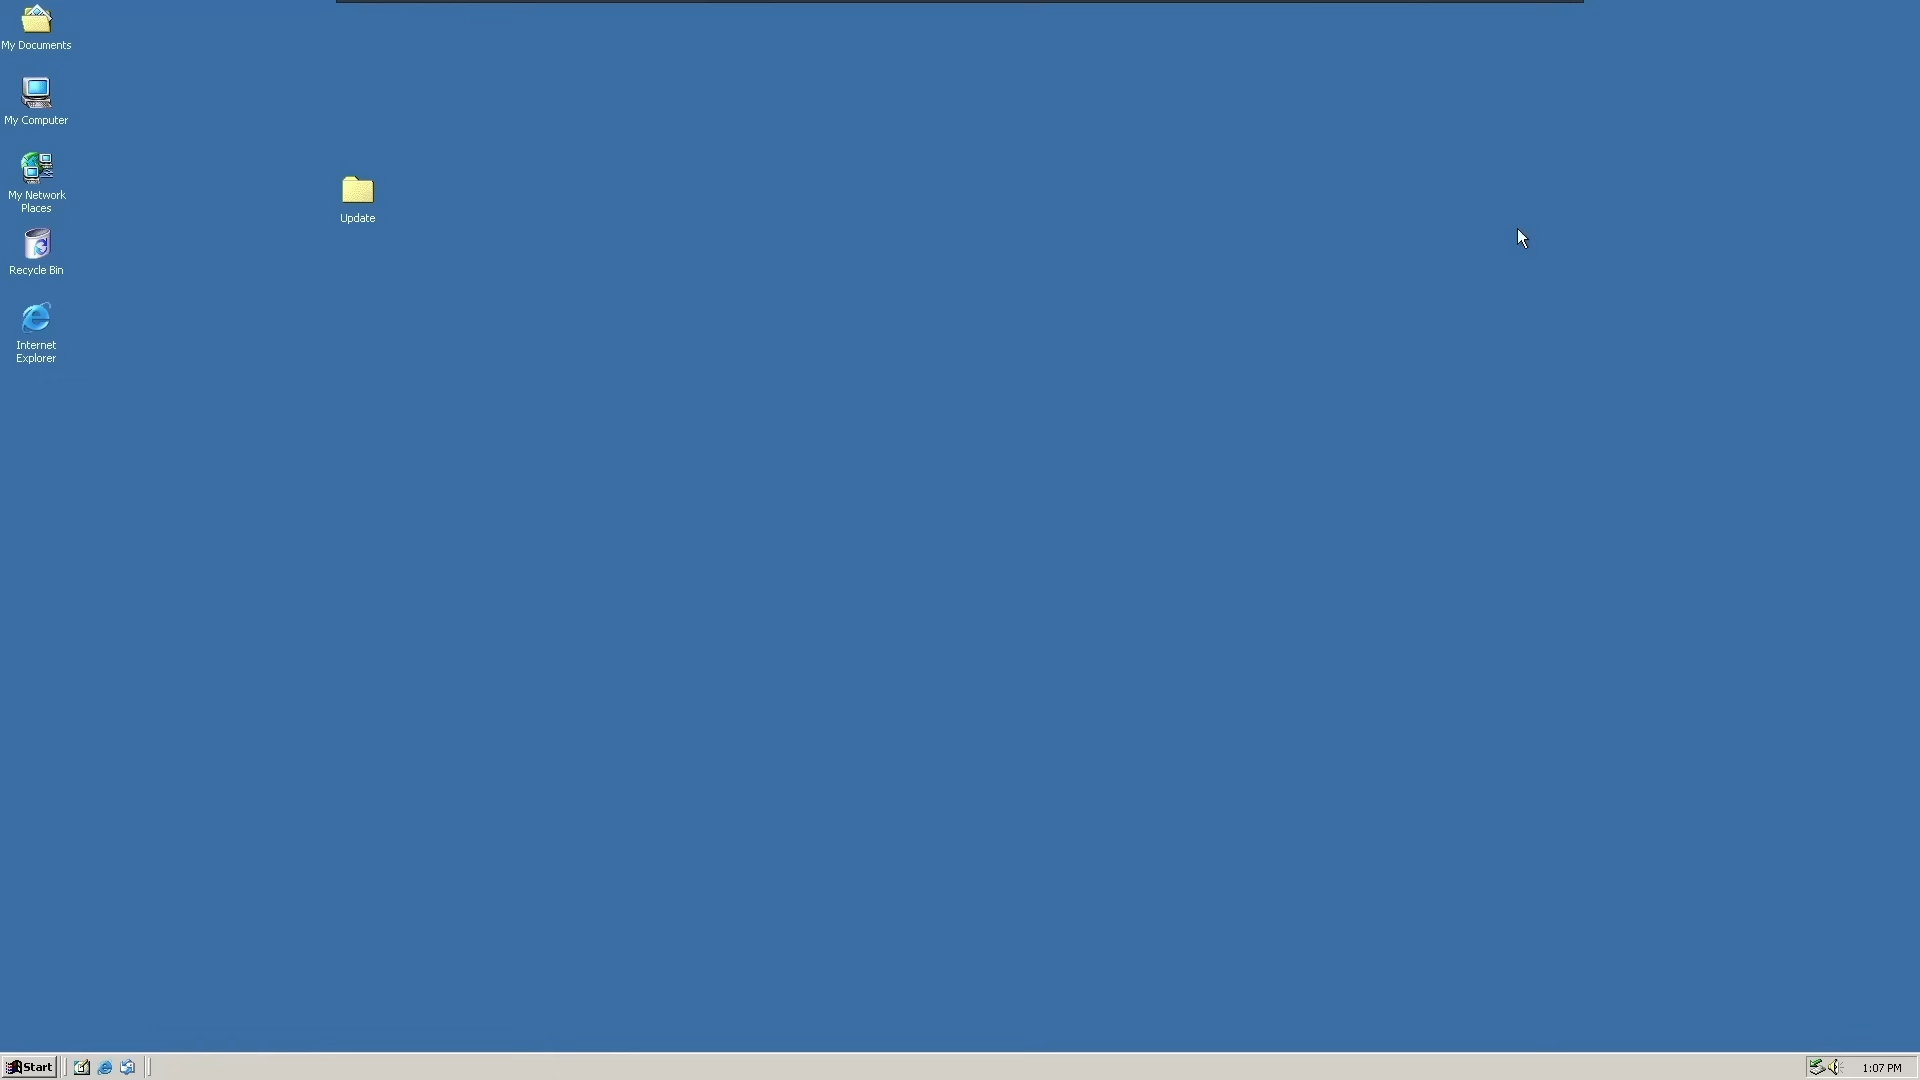 My Documents
My Computer
My Network
Places
Recycle Bin
Internet
Explorer
Update
Start
1:07 PM